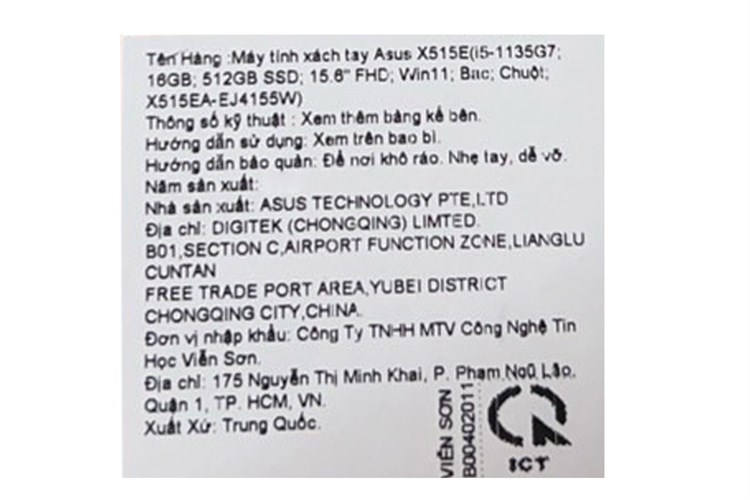 Tên Hàng :Máy tính xách tay Asus X515E(i5-1135G7;
16GB; 512GB SSD; 15.6" FHD; Win11; Bạc; Chuột;
X515EA-EJ4155W)
Thông số kỹ thuật : Xem thêm bảng kế bên.
Hướng dẫn sử dụng: Xem trên bao bì.
Hướng dẫn bảo quản: Để nơi khô ráo. Nhẹ tay, dễ vỡ.
Năm sản xuất:
Nhà sản xuất: ASUS TECHNOLOGY PTE,LTD
Địa chỉ: DIGITEK (CHONGQING) LIMTED.
B01,SECTION C,AIRPORT FUNCTION ZONE,LIANGLU
CUNTAN
FREE TRADE PORT AREA,YUBEI DISTRICT
CHONGQING CITY,CHINA.
Đơn vị nhập khẩu: Công Ty TNHH MTV Công Nghệ Tin
Học Viễn Sơn.
Địa chỉ: 175 Nguyễn Thị Minh Khai, P. Phạm Ngũ Lão,
Quận 1, TP. HCM, VN.
Xuất Xứ: Trung Quốc.
VIỄN SƠN
B00402011
ICT